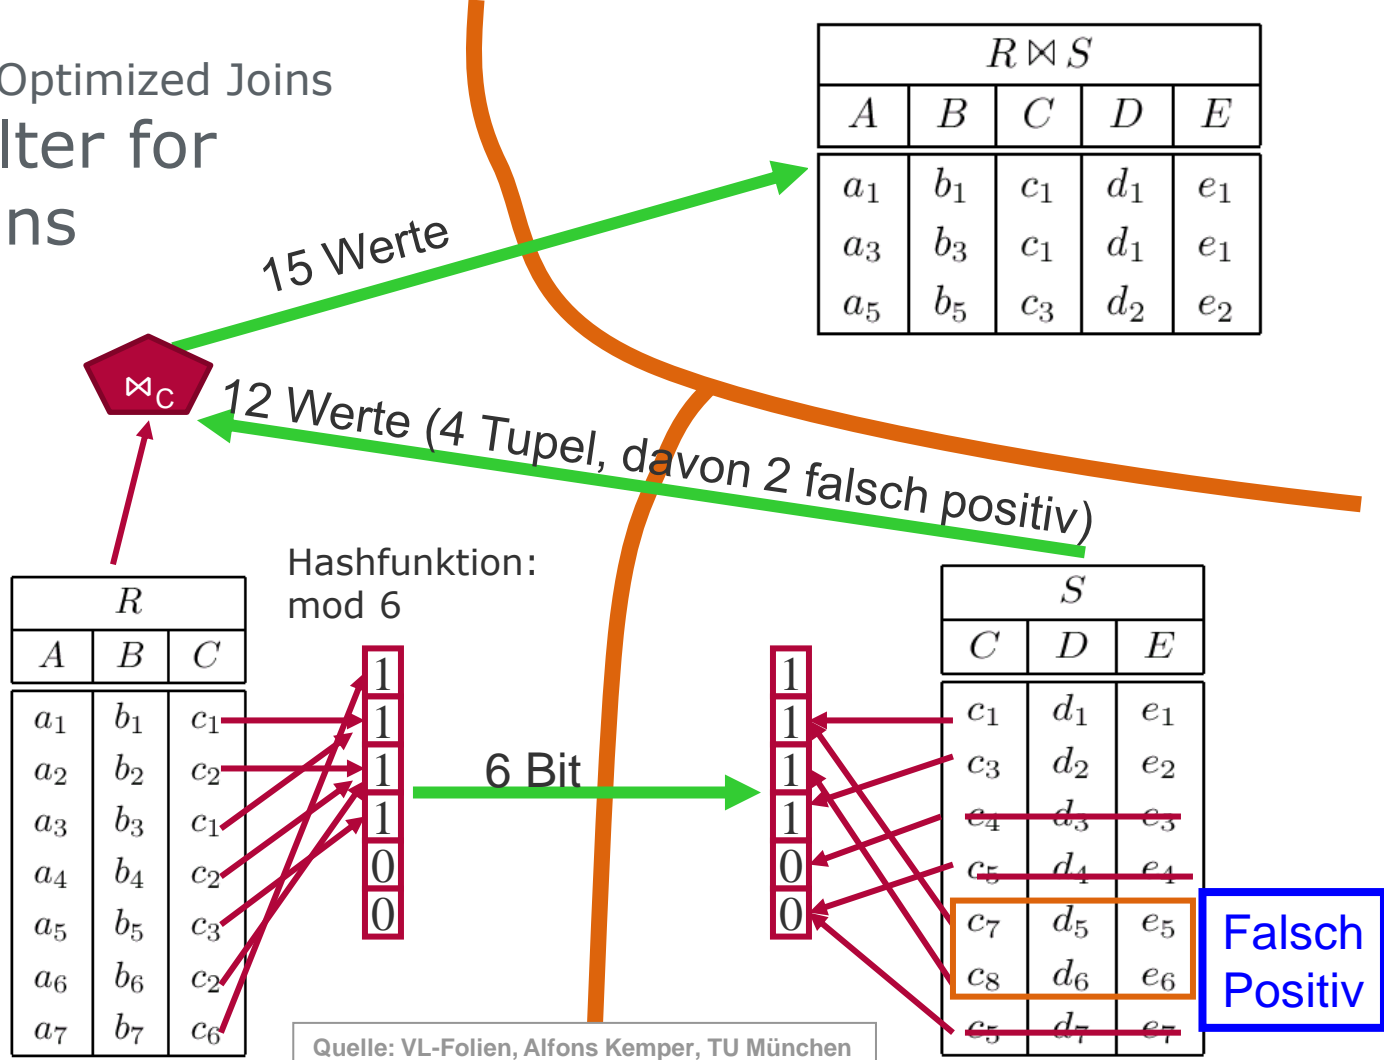 Optimized Joins
lter for
ns
R ⋈ S
A B C D E
a1 b1 c1 d1 e1
a3 b3 c1 d1 e1
a5 b5 c3 d2 e2
15 Werte
⋈C
12 Werte (4 Tupel, davon 2 falsch positiv)
Hashfunktion:
mod 6
R
A B C
a1 b1 c1
a2 b2 c2
a3 b3 c1
a4 b4 c2
a5 b5 c3
a6 b6 c2
a7 b7 c6
1
1
1
1
0
0
6 Bit
1
1
1
1
0
0
S
C D E
c1 d1 e1
c3 d2 e2
c4 d3 e3
c5 d4 e4
c7 d5 e5
c8 d6 e6
c5 d7 e7
Falsch
Positiv
Quelle: VL-Folien, Alfons Kemper, TU München